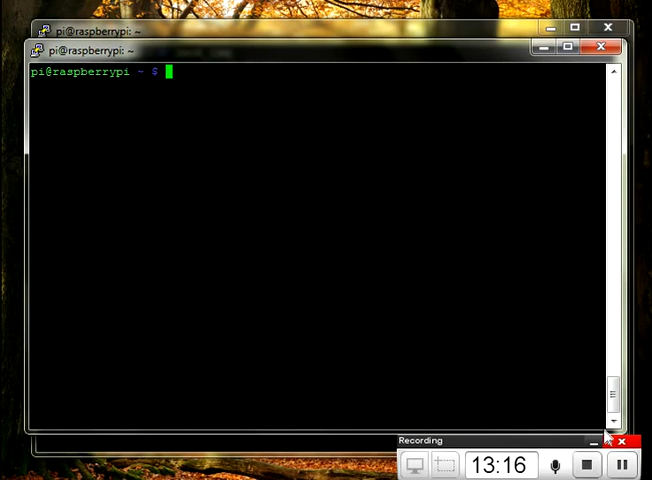 pi@raspberrypi: ~
pi@raspberrypi: ~
pi@raspberrypi ~ $
Recording
13:16